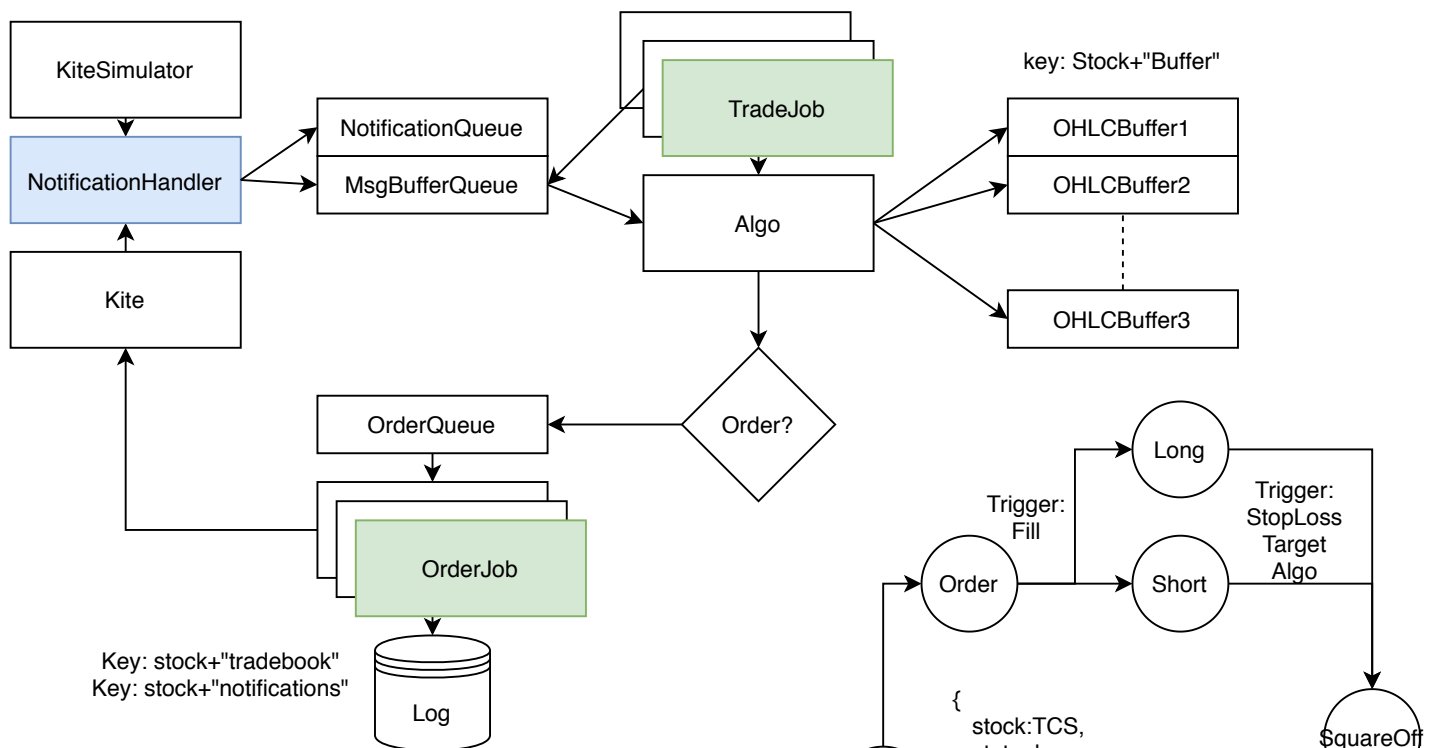 KiteSimulator
key: Stock+"Buffer"
TradeJob
NotificationQueue
OHLCBuffer1
NotificationHandler
MsgBufferQueue
OHLCBuffer2
Algo
Kite
OHLCBuffer3
OrderQueue
Order?
Long
Trigger:
Fill
Trigger:
StopLoss
Target
Algo
OrderJob
Order
Short
Key: stock+"tradebook"
Key: stock+"notifications"
Log
{
stock:TCS,
SquareOff